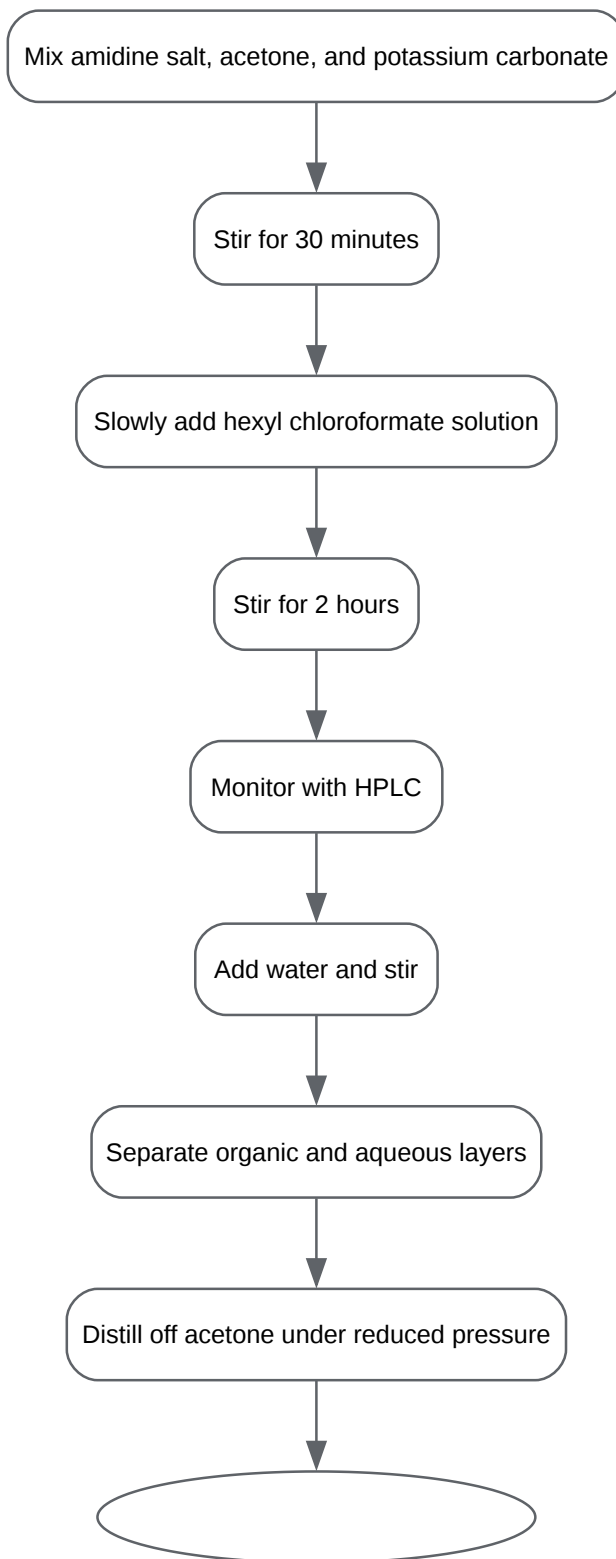 Mix amidine salt, acetone, and potassium carbonate
Stir for 30 minutes
Slowly add hexyl chloroformate solution
Stir for 2 hours
Monitor with HPLC
Add water and stir
Separate organic and aqueous layers
Distill off acetone under reduced pressure